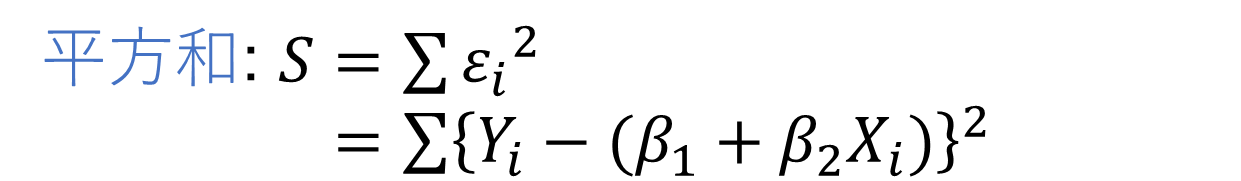 平方和: S = ∑ εᵢ²
= ∑{Yᵢ − (β₁ + β₂Xᵢ)}²